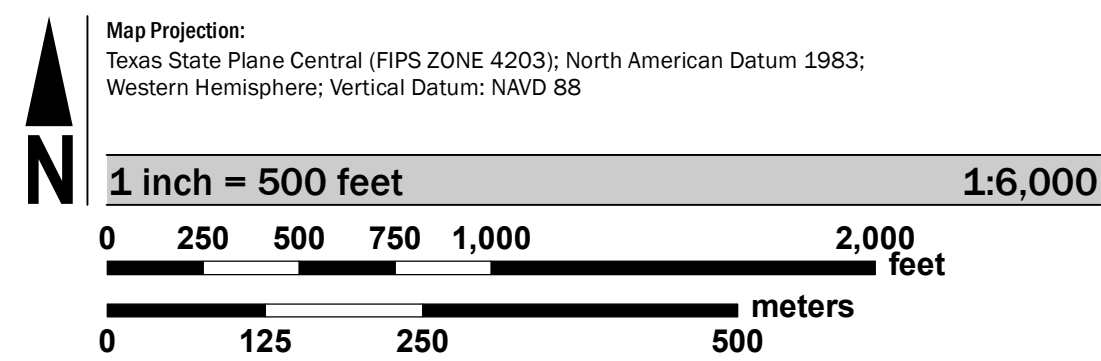 Map Projection:
Texas State Plane Central (FIPS ZONE 4203); North American Datum 1983;
Western Hemisphere; Vertical Datum: NAVD 88
N
1 inch = 500 feet 1:6,000
0 250 500 750 1,000 2,000
feet
meters
0 125 250 500